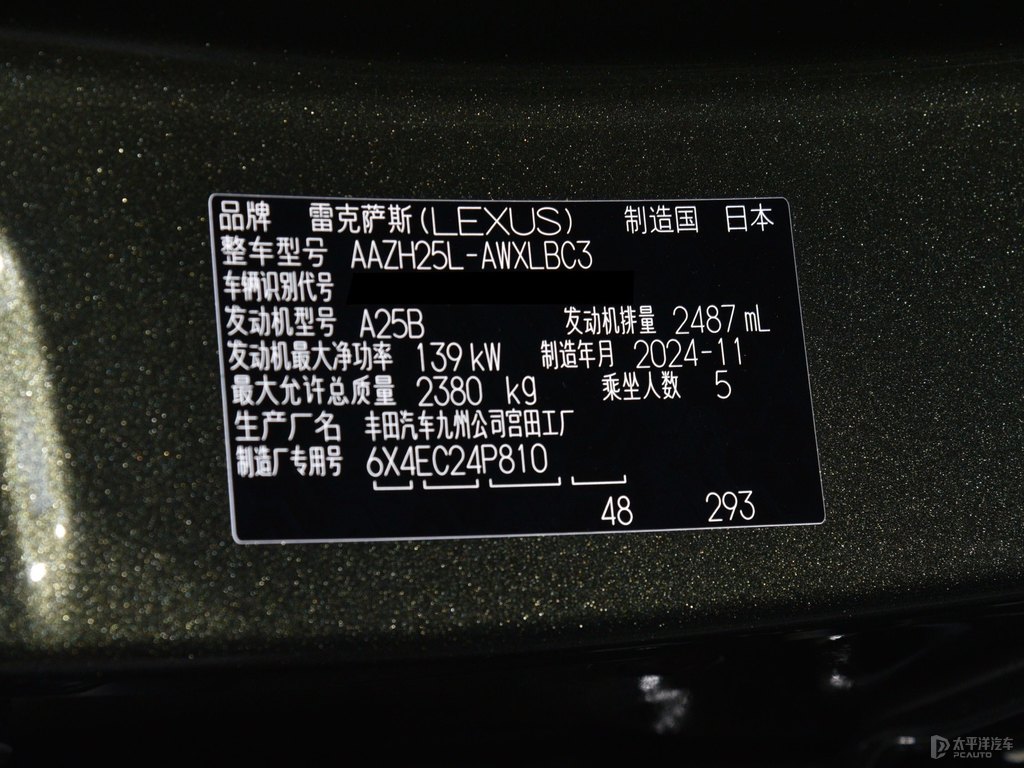 品牌 雷克萨斯(LEXUS) 制造国 日本
整车型号 AAZH25L-AWXLBC3
车辆识别代号
发动机型号 A25B 发动机排量 2487 mL
发动机最大净功率 139 kW 制造年月 2024-11
最大允许总质量 2380 kg 乘坐人数 5
生产厂名 丰田汽车九州公司宫田工厂
制造厂专用号 6X4EC24P810
48 293
太平洋汽车
PCAUTO